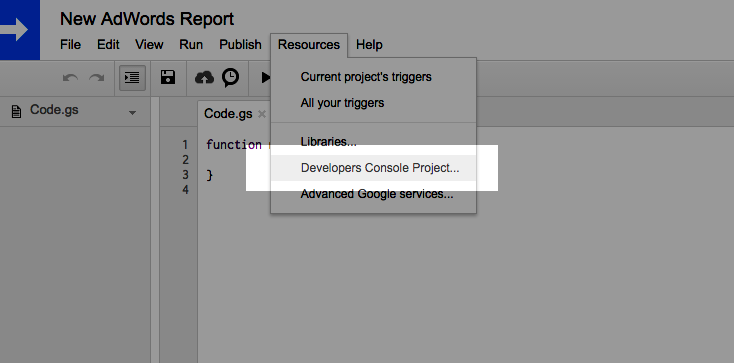 New AdWords Report
File Edit View Run Publish Resources Help
Current project's triggers
All your triggers
Libraries...
Developers Console Project...
Advanced Google services...
Code.gs
Code.gs ×
1 function
2
3 }
4